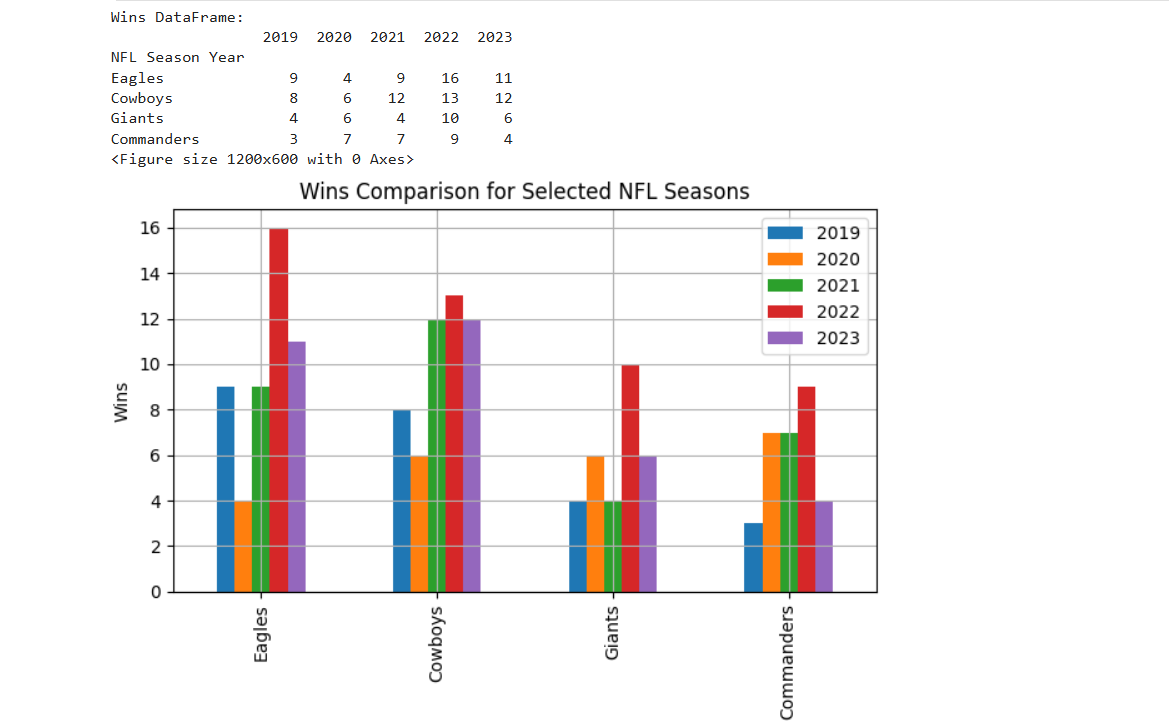 Wins DataFrame:
2019 2020 2021 2022 2023
NFL Season Year
Eagles 9 4 9 16 11
Cowboys 8 6 12 13 12
Giants 4 6 4 10 6
Commanders 3 7 7 9 4
<Figure size 1200x600 with 0 Axes>
Wins Comparison for Selected NFL Seasons
16
14
12
10
8
6
4
2
0
Wins
2019
2020
2021
2022
2023
Eagles
Cowboys
Giants
Commanders